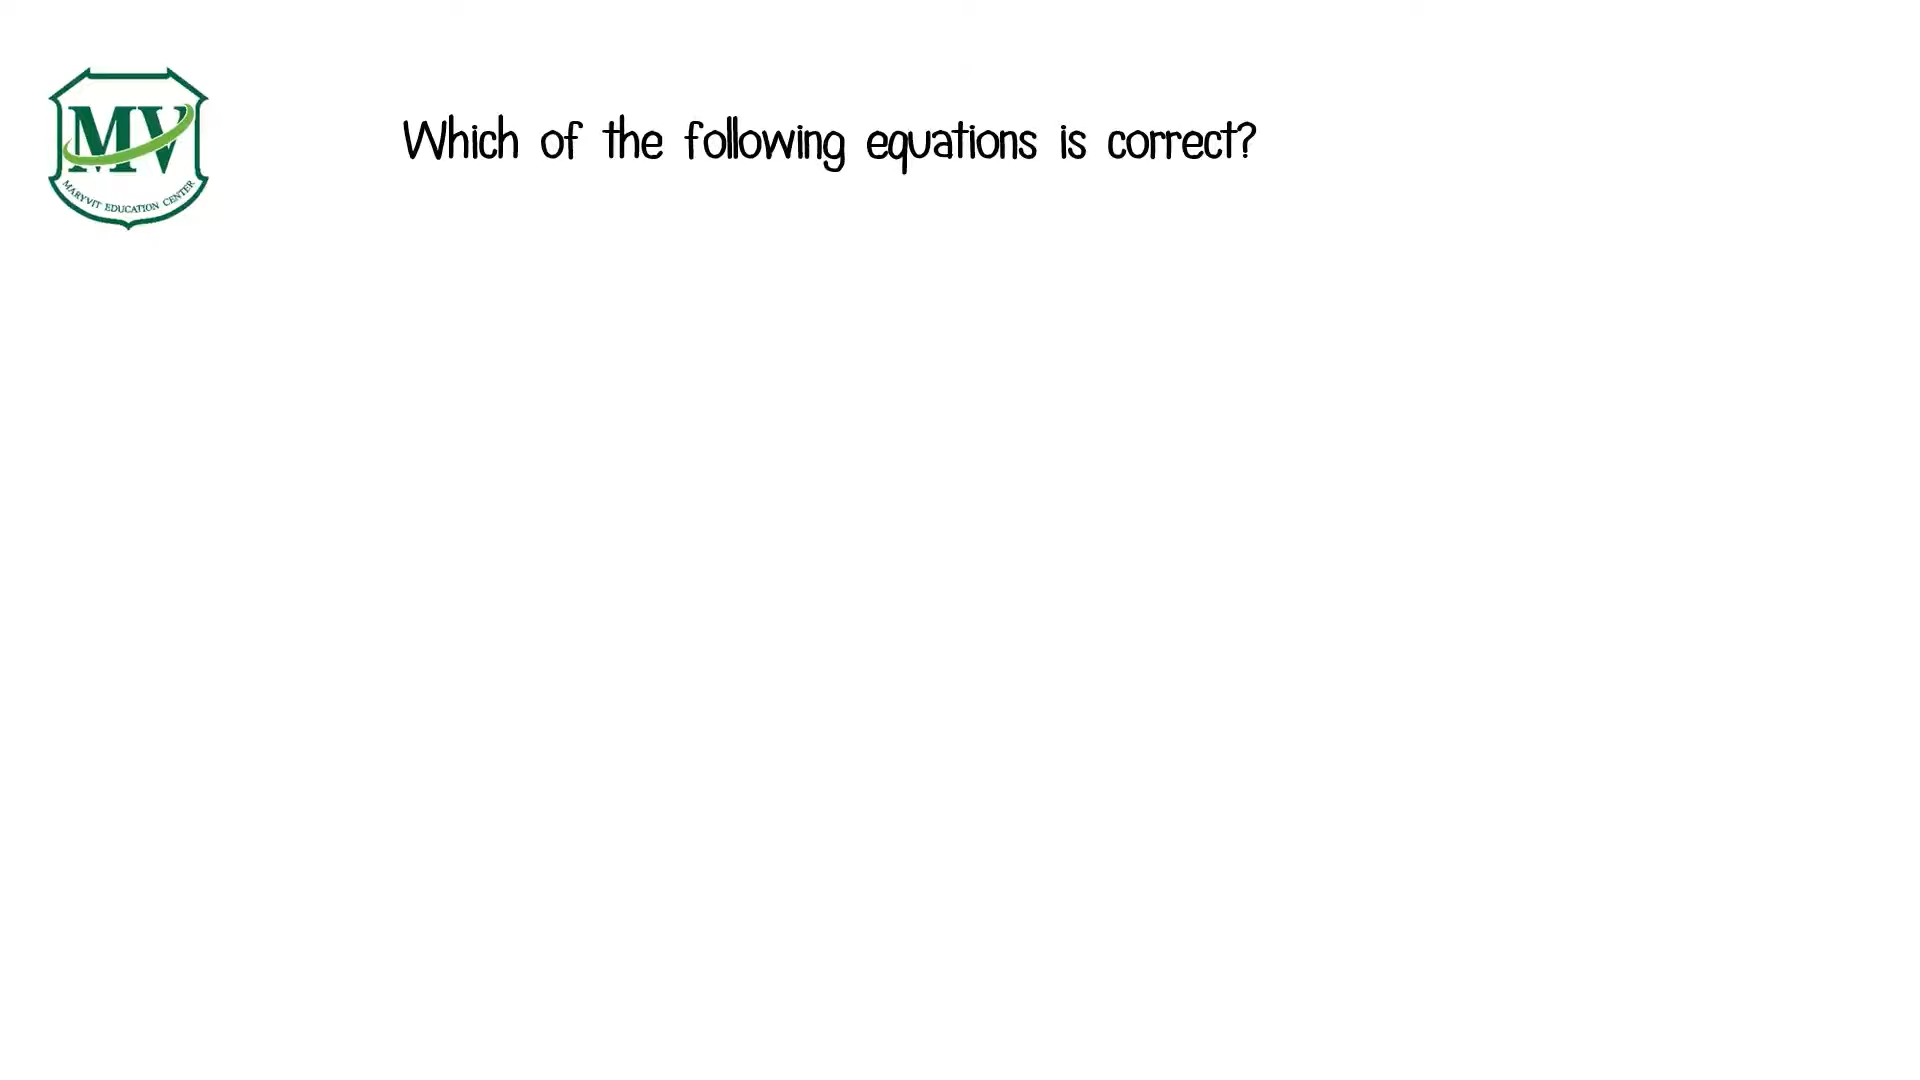 MV
MARYVIT EDUCATION CENTER
Which of the following equations is correct?